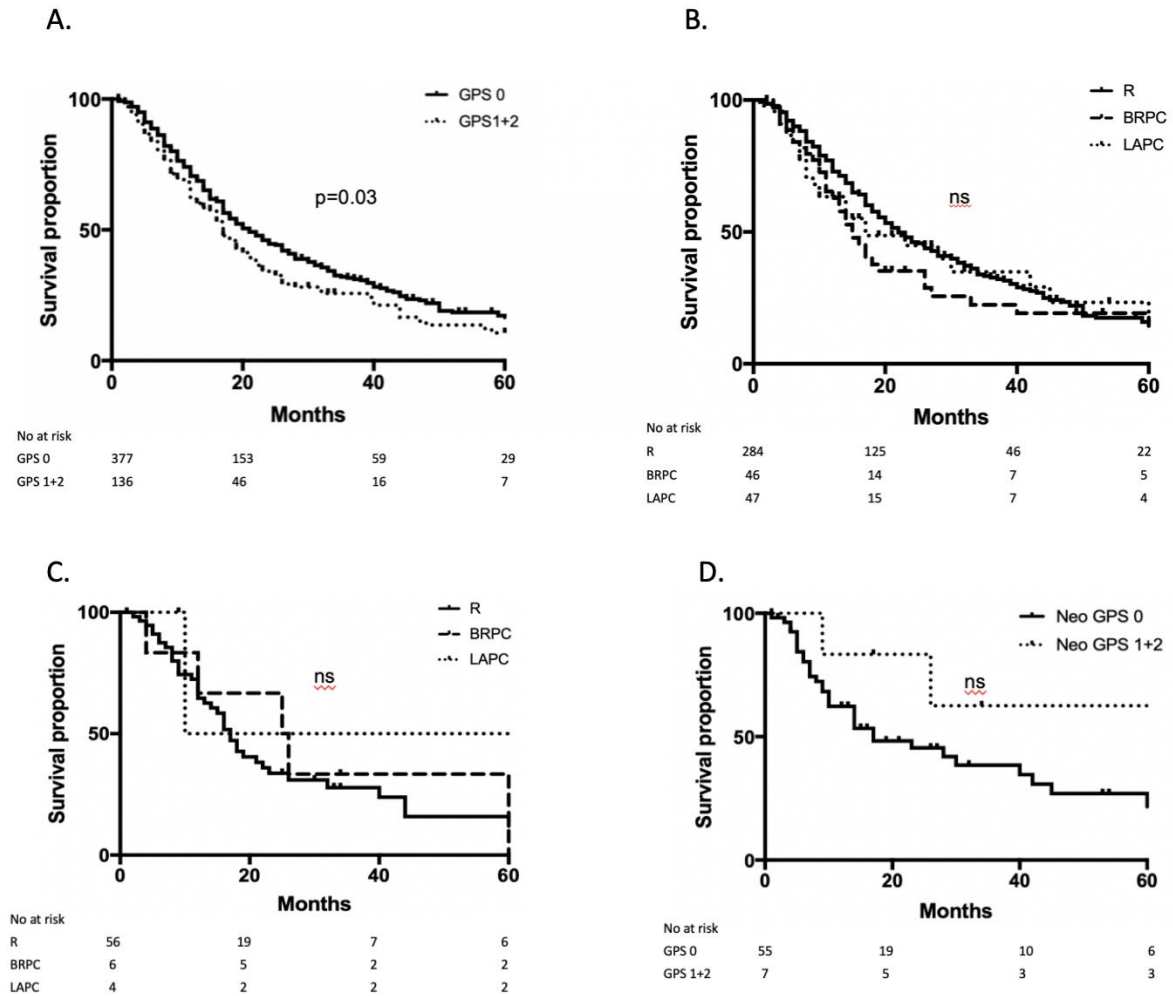 A.
100
50
0
Survival proportion
GPS 0
GPS1+2
p=0.03
0 20 40 60
Months
No at risk
GPS 0 377 153 59 29
GPS 1+2 136 46 16 7
B.
100
50
0
Survival proportion
R
BRPC
LAPC
ns
0 20 40 60
Months
No at risk
R 284 125 46 22
BRPC 46 14 7 5
LAPC 47 15 7 4
C.
100
50
0
Survival proportion
R
BRPC
LAPC
ns
0 20 40 60
Months
No at risk
R 56 19 7 6
BRPC 6 5 2 2
LAPC 4 2 2 2
D.
100
50
0
Survival proportion
Neo GPS 0
Neo GPS 1+2
ns
0 20 40 60
Months
No at risk
GPS 0 55 19 10 6
GPS 1+2 7 5 3 3